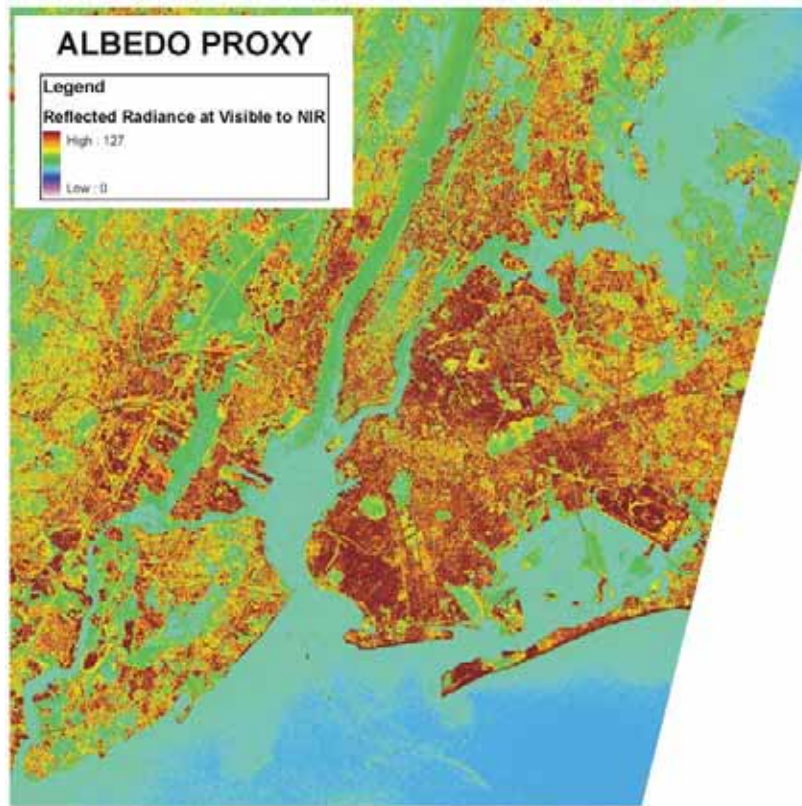 ALBEDO PROXY
Legend
Reflected Radiance at Visible to NIR
High : 127
Low : 0